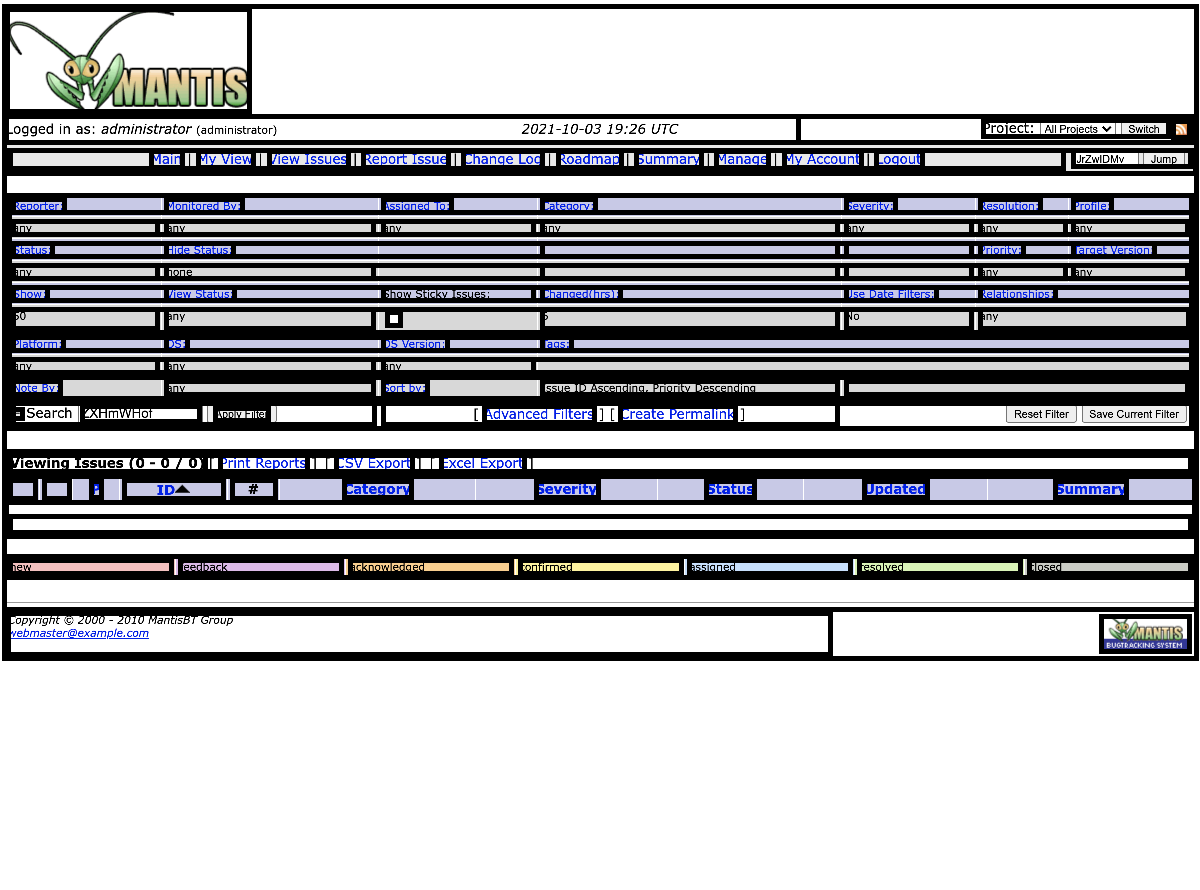 MANTIS
Logged in as: administrator (administrator) 2021-10-03 19:26 UTC Project: All Projects Switch
Main | My View | View Issues | Report Issue | Change Log | Roadmap | Summary | Manage | My Account | Logout JrZwIDMv Jump
Reporter: Monitored By: Assigned To: Category: Severity: Resolution: Profile:
any any any any any any any
Status: Hide Status: Priority: Target Version:
any none any any
Show: View Status: Show Sticky Issues: Changed(hrs): Use Date Filters: Relationships:
50 any 6 No any
Platform: OS: OS Version: Tags:
any any any
Note By: any Sort by: Issue ID Ascending, Priority Descending
Search ZXHmWHof Apply Filter [ Advanced Filters ] [ Create Permalink ] Reset Filter Save Current Filter
Viewing Issues (0 - 0 / 0) [ Print Reports ] [ CSV Export ] [ Excel Export ]
P ID # Category Severity Status Updated Summary
new feedback acknowledged confirmed assigned resolved closed
Copyright © 2000 - 2010 MantisBT Group
webmaster@example.com
MANTIS
BUGTRACKING SYSTEM